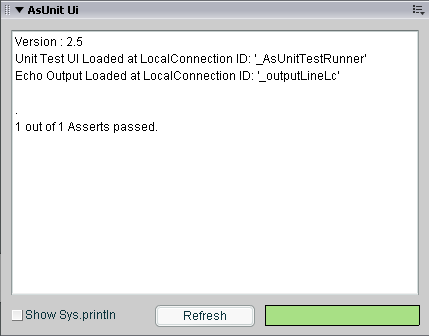 AsUnit Ui
Version : 2.5
Unit Test UI Loaded at LocalConnection ID: '_AsUnitTestRunner'
Echo Output Loaded at LocalConnection ID: '_outputLineLc'
.
1 out of 1 Asserts passed.
Show Sys.println
Refresh